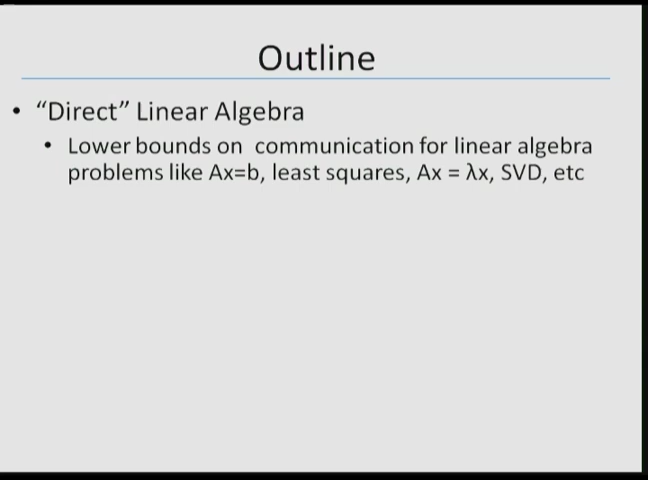 Outline
• “Direct” Linear Algebra
• Lower bounds on communication for linear algebra
problems like Ax=b, least squares, Ax = λx, SVD, etc